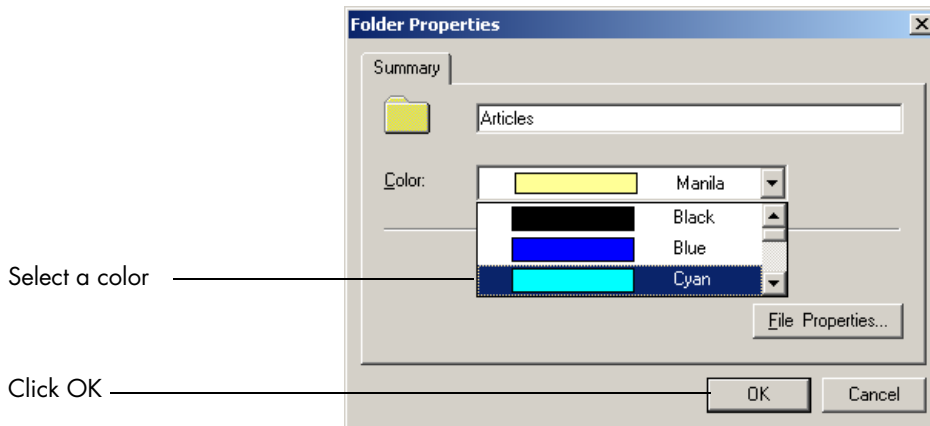 Folder Properties
Summary
Articles
Color:
Manila
Black
Blue
Select a color
Cyan
File Properties...
Click OK
OK
Cancel